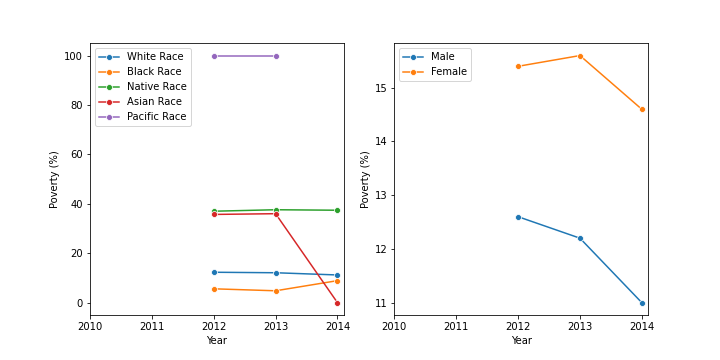 White Race
Black Race
Native Race
Asian Race
Pacific Race
Poverty (%)
100
80
60
40
20
0
2010 2011 2012 2013 2014
Year
Male
Female
Poverty (%)
15
14
13
12
11
2010 2011 2012 2013 2014
Year